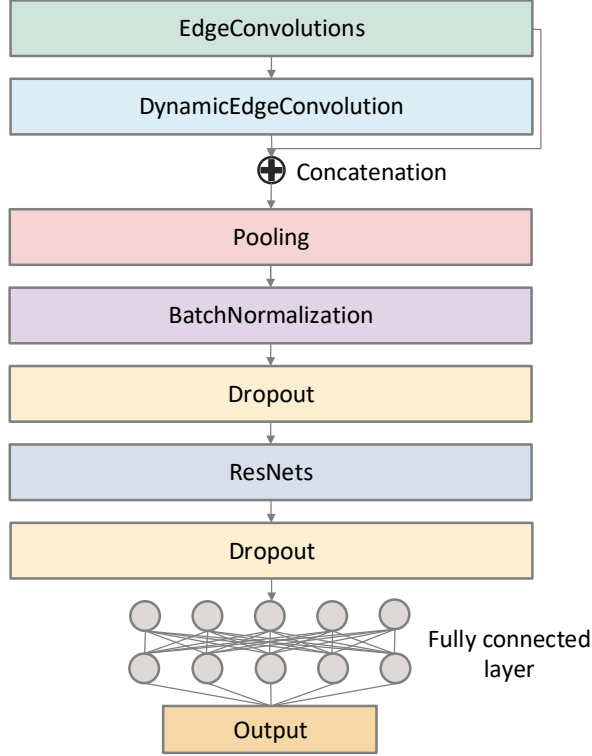 EdgeConvolutions
DynamicEdgeConvolution
Concatenation
Pooling
BatchNormalization
Dropout
ResNets
Dropout
Fully connected
layer
Output